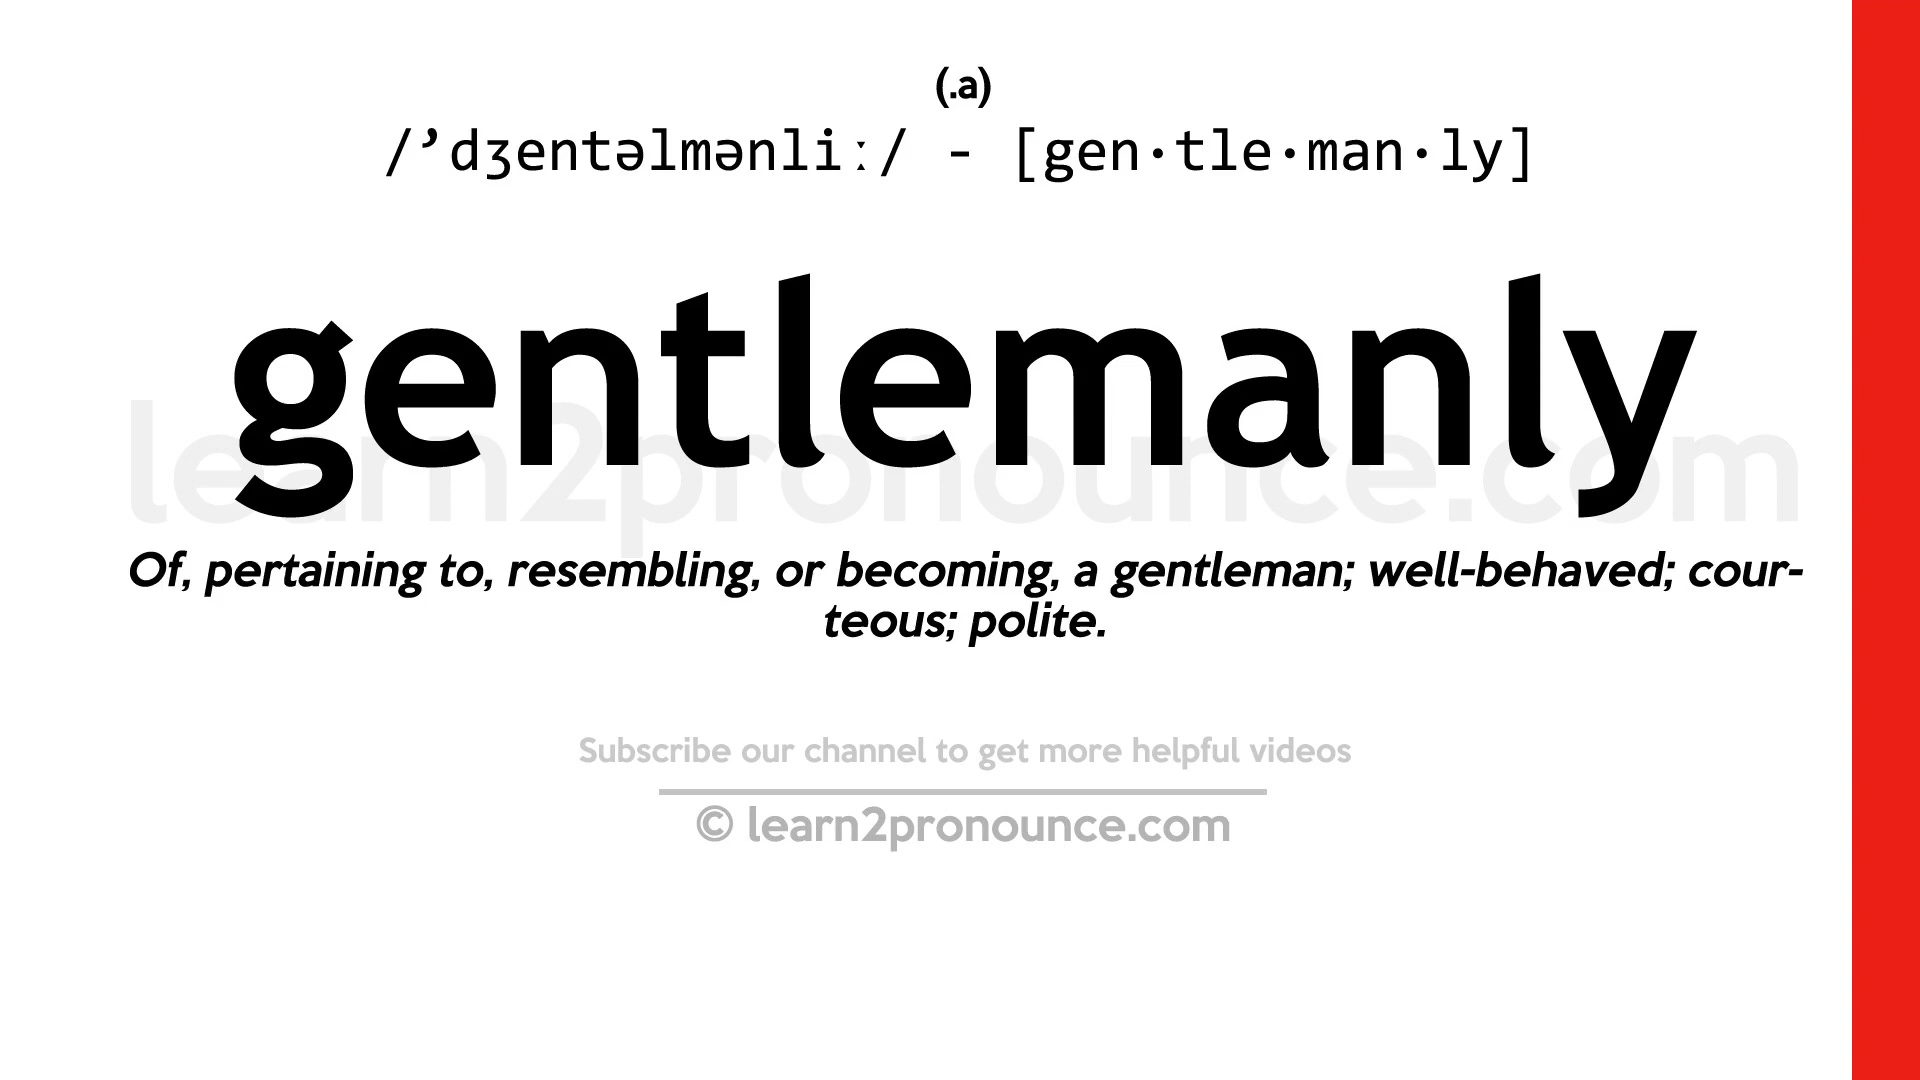 (.a)
/’dʒentəlmənliː/ - [gen·tle·man·ly]
gentlemanly
learn2pronounce.com
Of, pertaining to, resembling, or becoming, a gentleman; well-behaved; cour-
teous; polite.
Subscribe our channel to get more helpful videos
© learn2pronounce.com